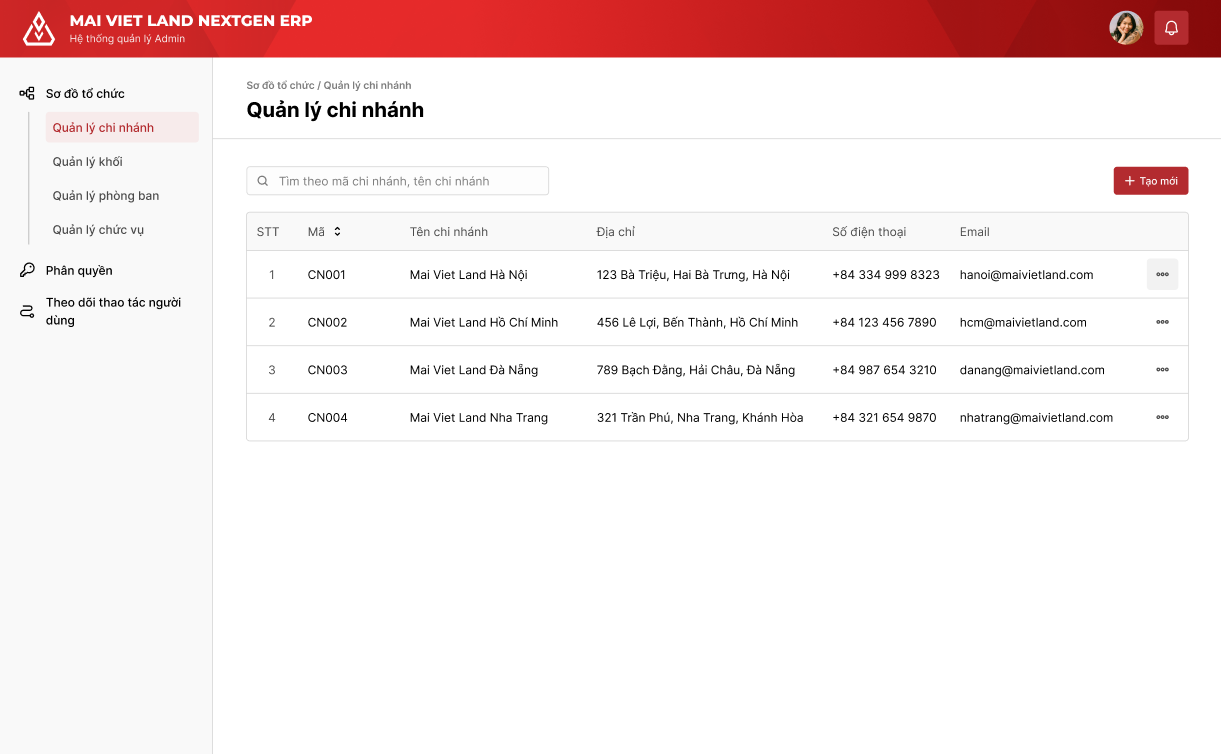 MAI VIET LAND NEXTGEN ERP
Hệ thống quản lý Admin
Sơ đồ tổ chức
Quản lý chi nhánh
Quản lý khối
Quản lý phòng ban
Quản lý chức vụ
Phân quyền
Theo dõi thao tác người
dùng
Sơ đồ tổ chức / Quản lý chi nhánh
Quản lý chi nhánh
Tìm theo mã chi nhánh, tên chi nhánh
Tạo mới
STT Mã Tên chi nhánh Địa chỉ Số điện thoại Email
1 CN001 Mai Viet Land Hà Nội 123 Bà Triệu, Hai Bà Trưng, Hà Nội +84 334 999 8323 hanoi@maivietland.com
2 CN002 Mai Viet Land Hồ Chí Minh 456 Lê Lợi, Bến Thành, Hồ Chí Minh +84 123 456 7890 hcm@maivietland.com
3 CN003 Mai Viet Land Đà Nẵng 789 Bạch Đằng, Hải Châu, Đà Nẵng +84 987 654 3210 danang@maivietland.com
4 CN004 Mai Viet Land Nha Trang 321 Trần Phú, Nha Trang, Khánh Hòa +84 321 654 9870 nhatrang@maivietland.com